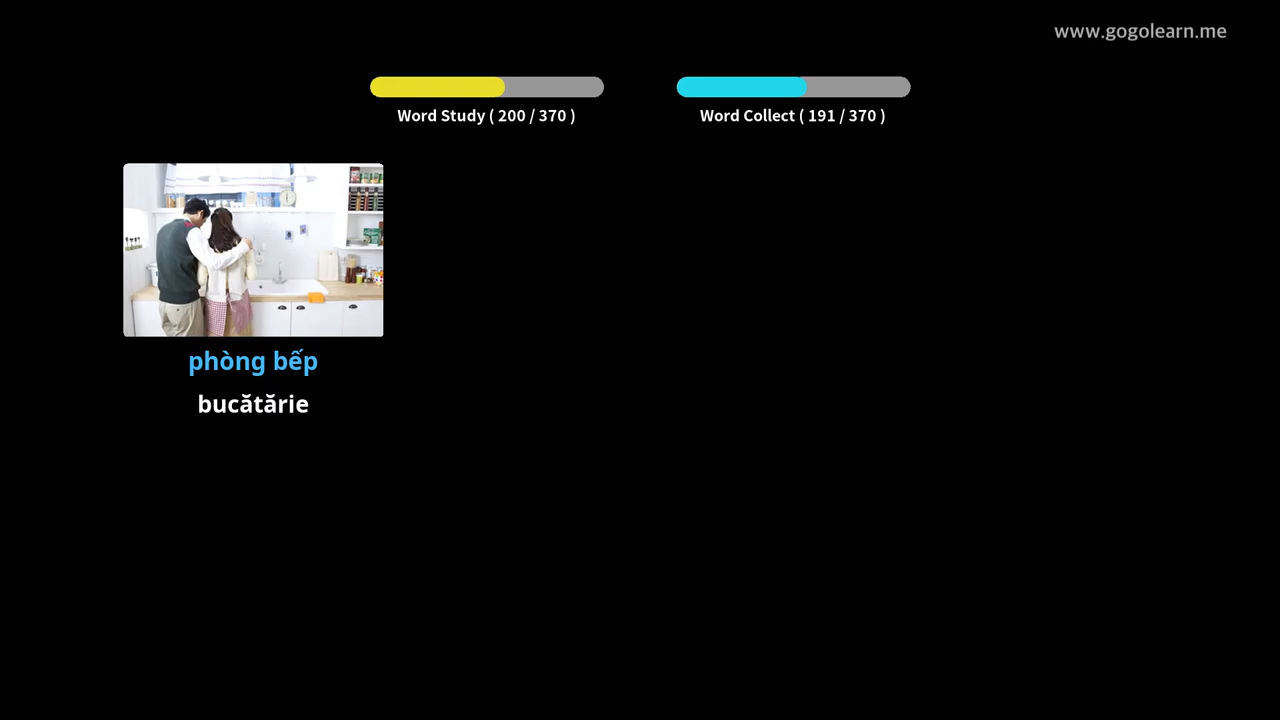 www.gogolearn.me
Word Study ( 200 / 370 )
Word Collect ( 191 / 370 )
phòng bếp
bucătărie